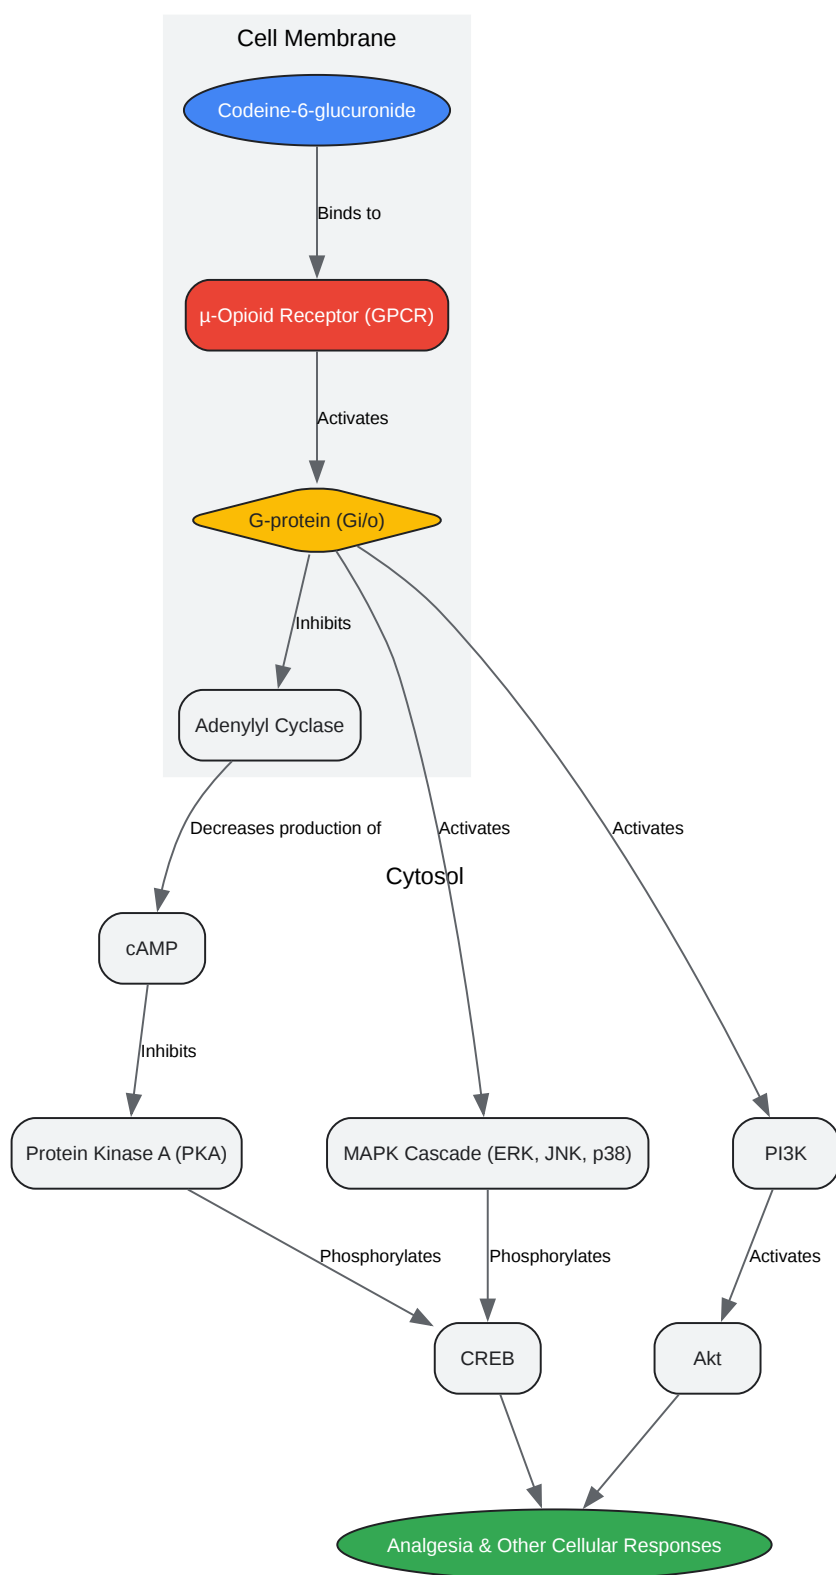 Cell Membrane
Codeine-6-glucuronide
Binds to
µ-Opioid Receptor (GPCR)
Activates
G-protein (Gi/o)
Inhibits
Adenylyl Cyclase
Decreases production of
Activates
Activates
Cytosol
cAMP
Inhibits
Protein Kinase A (PKA)
MAPK Cascade (ERK, JNK, p38)
PI3K
Phosphorylates
Phosphorylates
Activates
CREB
Akt
Analgesia & Other Cellular Responses